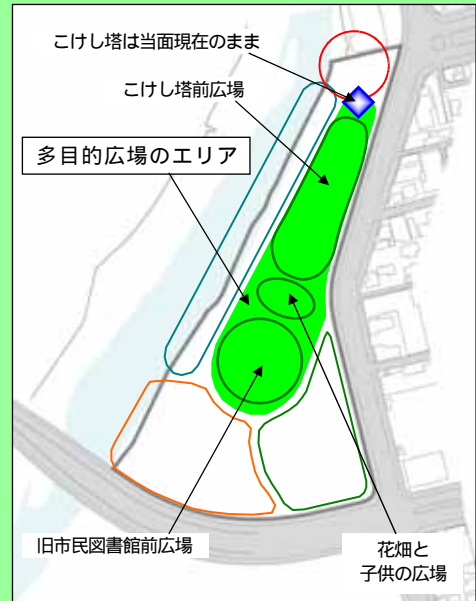 こけし塔は当面現在のまま
こけし塔前広場
多目的広場のエリア
旧市民図書館前広場
花畑と
子供の広場